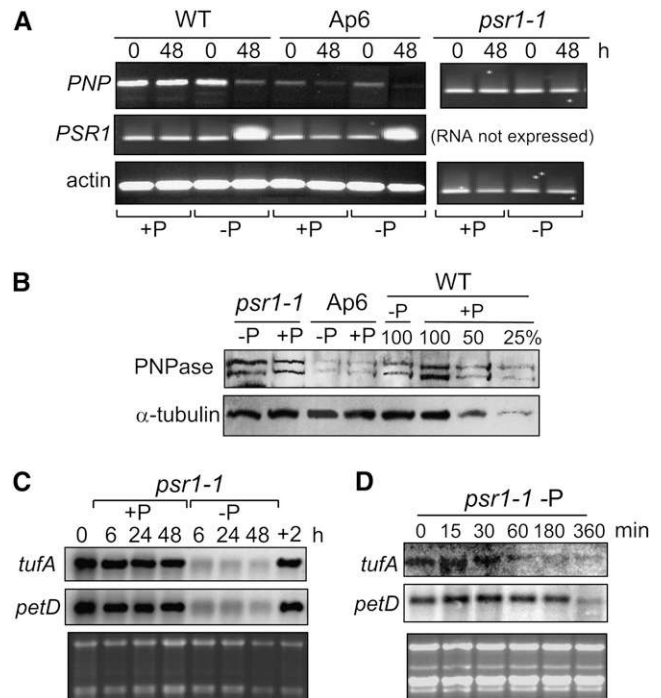 A
WT Ap6 psr1-1
0 48 0 48 0 48 0 48 h 0 48 0 48
PNP
PSR1 (RNA not expressed)
actin
+P -P +P -P +P -P
B
WT
psr1-1 Ap6 -P +P
-P +P -P +P 100 100 50 25%
PNPase
α-tubulin
C
psr1-1
+P -P
0 6 24 48 6 24 48 +2 h
tufA
petD
D
psr1-1 -P
0 15 30 60 180 360 min
tufA
petD